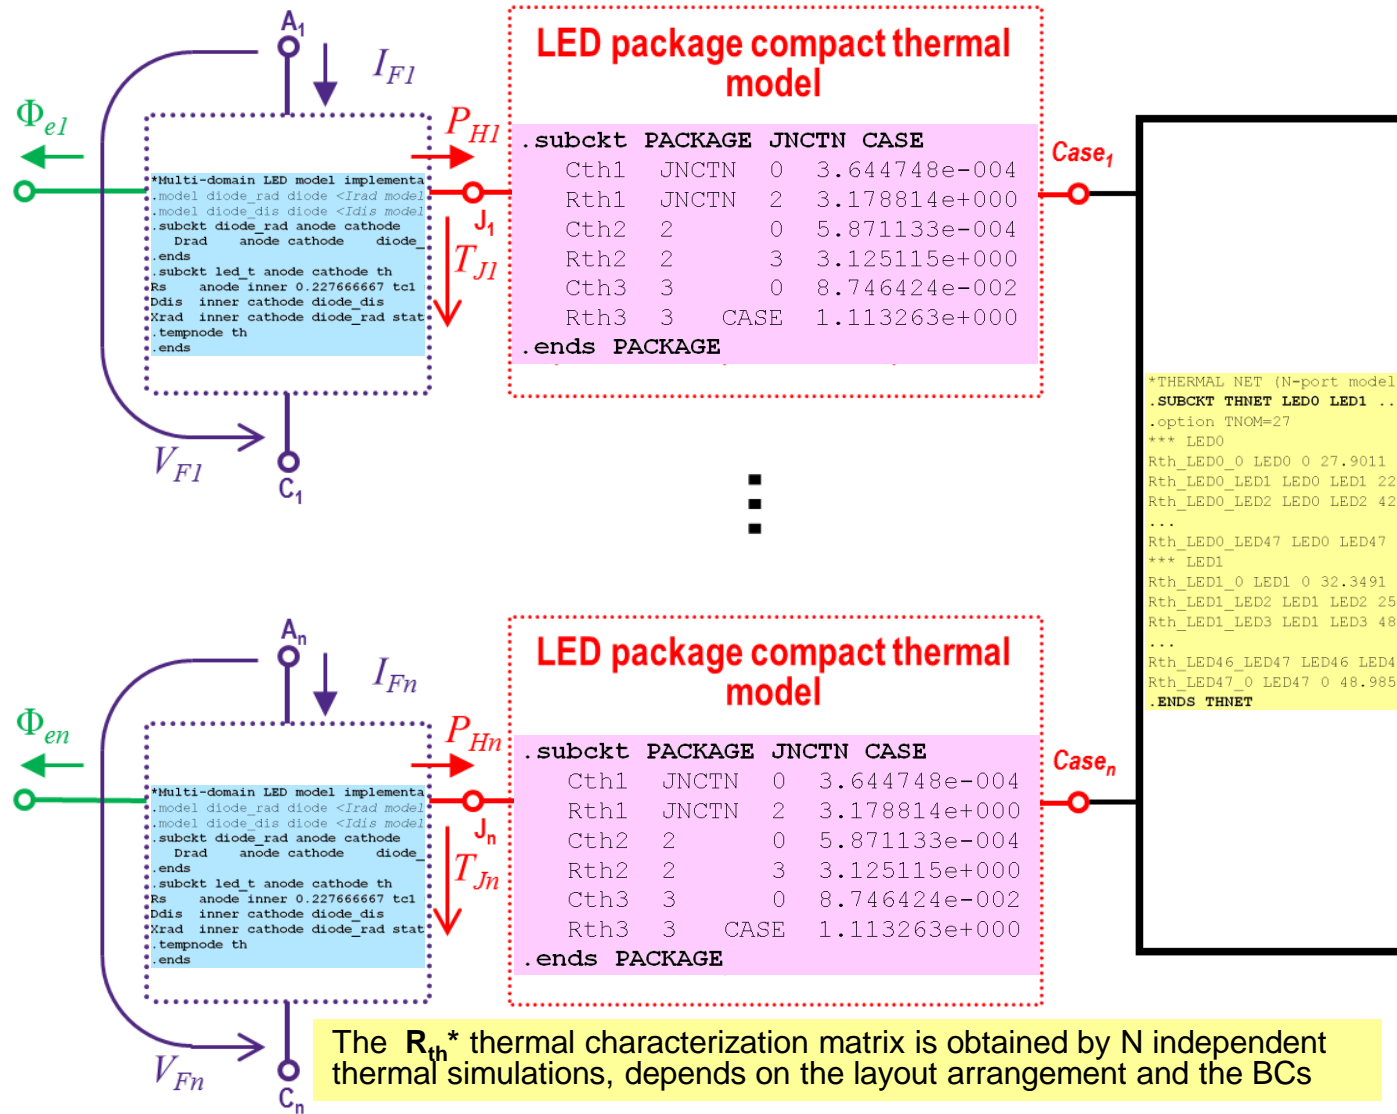 A1
IF1
Φe1
PH1
*Multi-domain LED model implementa
.model diode_rad diode <Irad model
.model diode_dis diode <Idis model
.subckt diode_rad anode cathode
Drad anode cathode diode_
.ends
.subckt led_t anode cathode th
Rs anode inner 0.227666667 tc1
Ddis inner cathode diode_dis
Xrad inner cathode diode_rad stat
.tempnode th
.ends
J1
TJ1
VF1
C1
LED package compact thermal
model
.subckt PACKAGE JNCTN CASE
Cth1 JNCTN 0 3.644748e-004
Rth1 JNCTN 2 3.178814e+000
Cth2 2 0 5.871133e-004
Rth2 2 3 3.125115e+000
Cth3 3 0 8.746424e-002
Rth3 3 CASE 1.113263e+000
.ends PACKAGE
Case1
*THERMAL NET (N-port model
.SUBCKT THNET LED0 LED1 ..
.option TNOM=27
*** LED0
Rth_LED0_0 LED0 0 27.9011
Rth_LED0_LED1 LED0 LED1 22
Rth_LED0_LED2 LED0 LED2 42
...
Rth_LED0_LED47 LED0 LED47
*** LED1
Rth_LED1_0 LED1 0 32.3491
Rth_LED1_LED2 LED1 LED2 25
Rth_LED1_LED3 LED1 LED3 48
...
Rth_LED46_LED47 LED46 LED4
Rth_LED47_0 LED47 0 48.985
.ENDS THNET
An
IFn
Φen
PHn
*Multi-domain LED model implementa
.model diode_rad diode <Irad model
.model diode_dis diode <Idis model
.subckt diode_rad anode cathode
Drad anode cathode diode_
.ends
.subckt led_t anode cathode th
Rs anode inner 0.227666667 tc1
Ddis inner cathode diode_dis
Xrad inner cathode diode_rad stat
.tempnode th
.ends
Jn
TJn
VFn
Cn
LED package compact thermal
model
.subckt PACKAGE JNCTN CASE
Cth1 JNCTN 0 3.644748e-004
Rth1 JNCTN 2 3.178814e+000
Cth2 2 0 5.871133e-004
Rth2 2 3 3.125115e+000
Cth3 3 0 8.746424e-002
Rth3 3 CASE 1.113263e+000
.ends PACKAGE
Casen
The Rth* thermal characterization matrix is obtained by N independent
thermal simulations, depends on the layout arrangement and the BCs